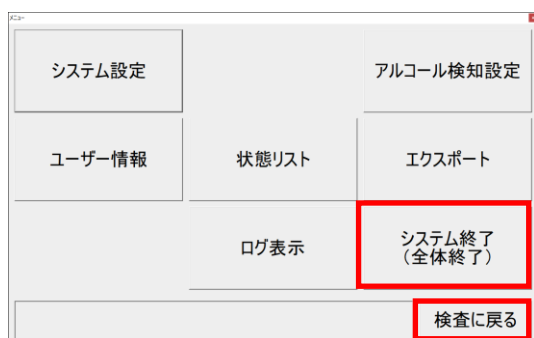 メニュー
システム設定
アルコール検知設定
ユーザー情報
状態リスト
エクスポート
ログ表示
システム終了
（全体終了）
検査に戻る